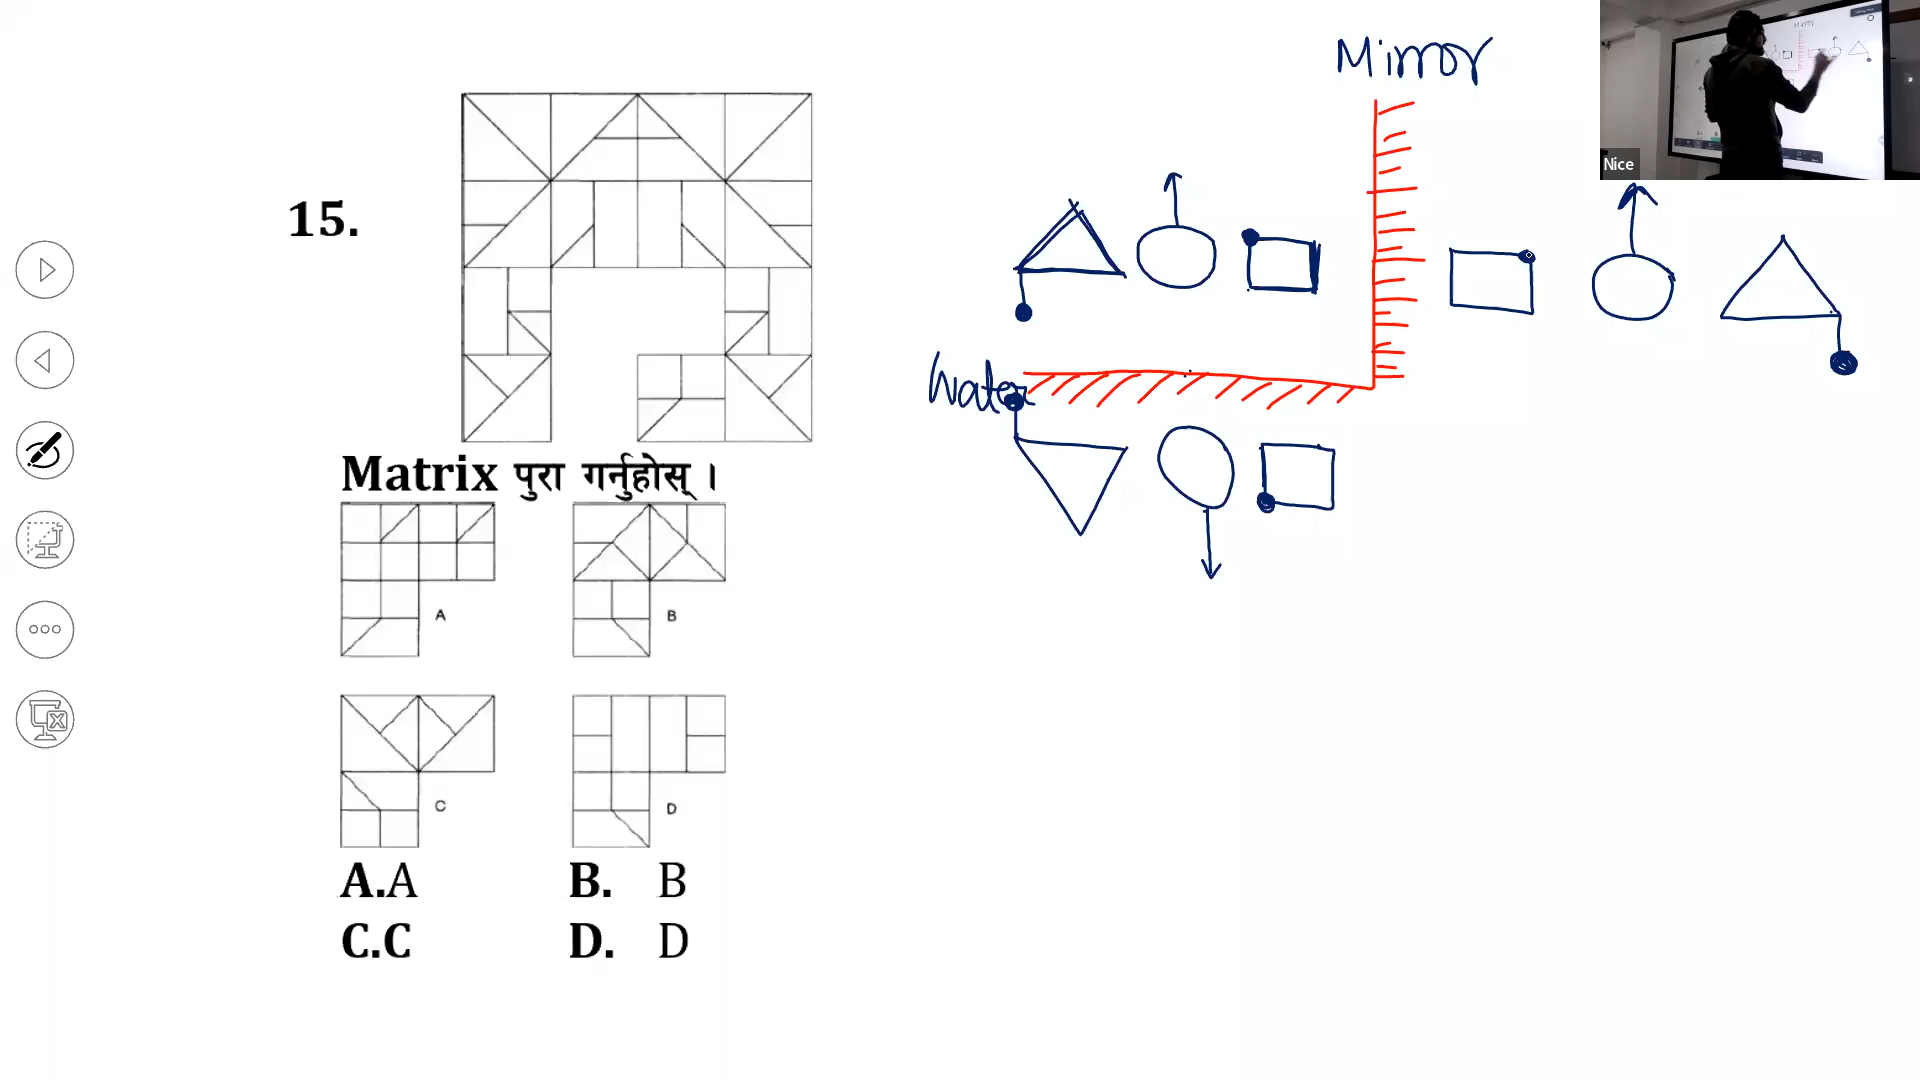 Mirror
Nice
15.
Water
Matrix पुरा गर्नुहोस् ।
A
B
C
D
A.A
B. B
C.C
D. D